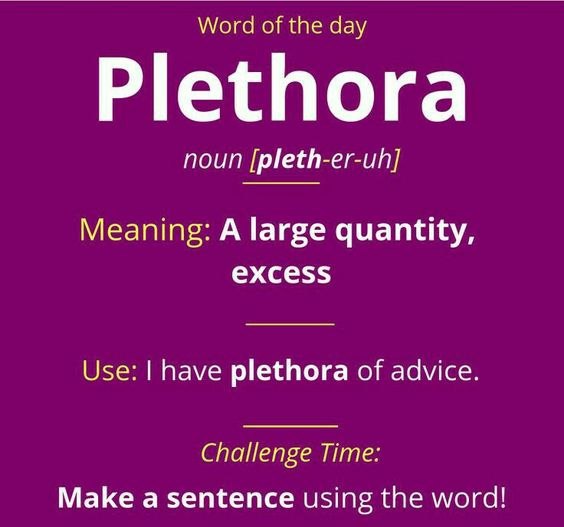 Word of the day
Plethora
noun [pleth-er-uh]
Meaning: A large quantity,
excess
Use: I have plethora of advice.
Challenge Time:
Make a sentence using the word!